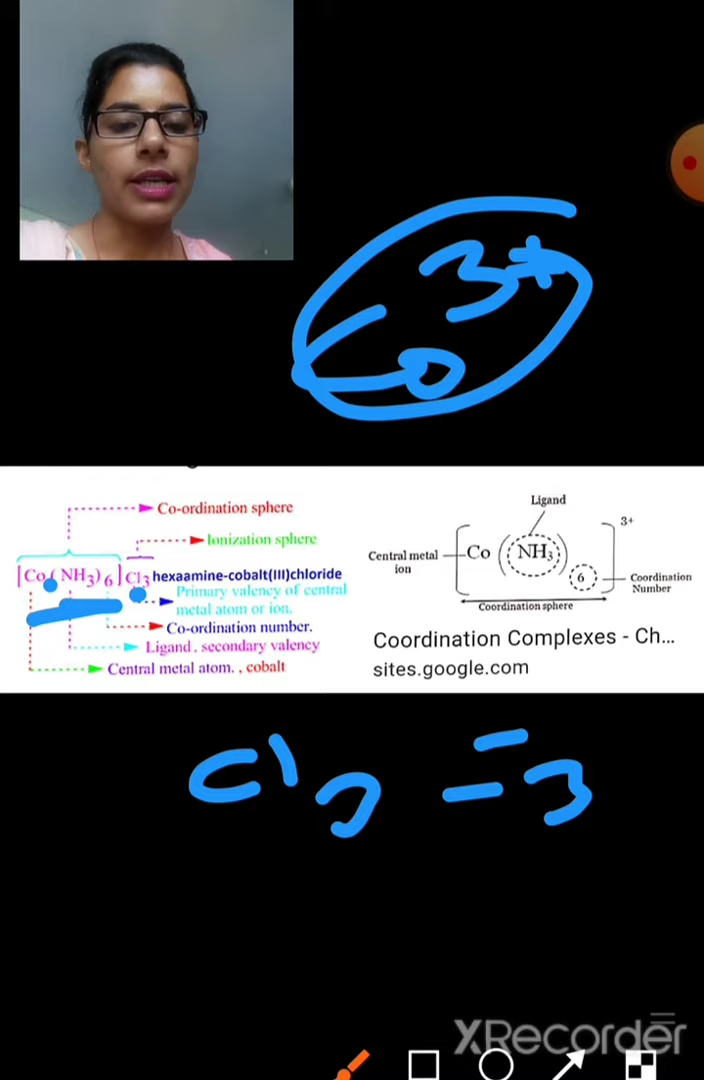 3+
Co
Co-ordination sphere
Ionization sphere
[Co(NH3)6]Cl3 hexaamine-cobalt(III)chloride
Primary valency of central
metal atom or ion.
Co-ordination number.
Ligand, secondary valency
Central metal atom. , cobalt
Ligand
3+
Central metal
ion
Co
NH3
6
Coordination
Number
Coordination sphere
Coordination Complexes - Ch...
sites.google.com
Cl3 = 3
XRecorder